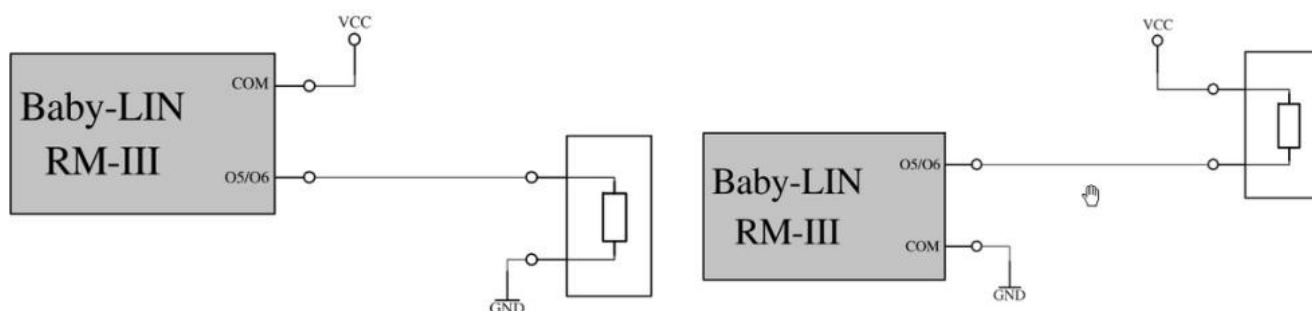 VCC
COM
Baby-LIN
RM-III
O5/O6
GND
VCC
O5/O6
Baby-LIN
RM-III
COM
GND